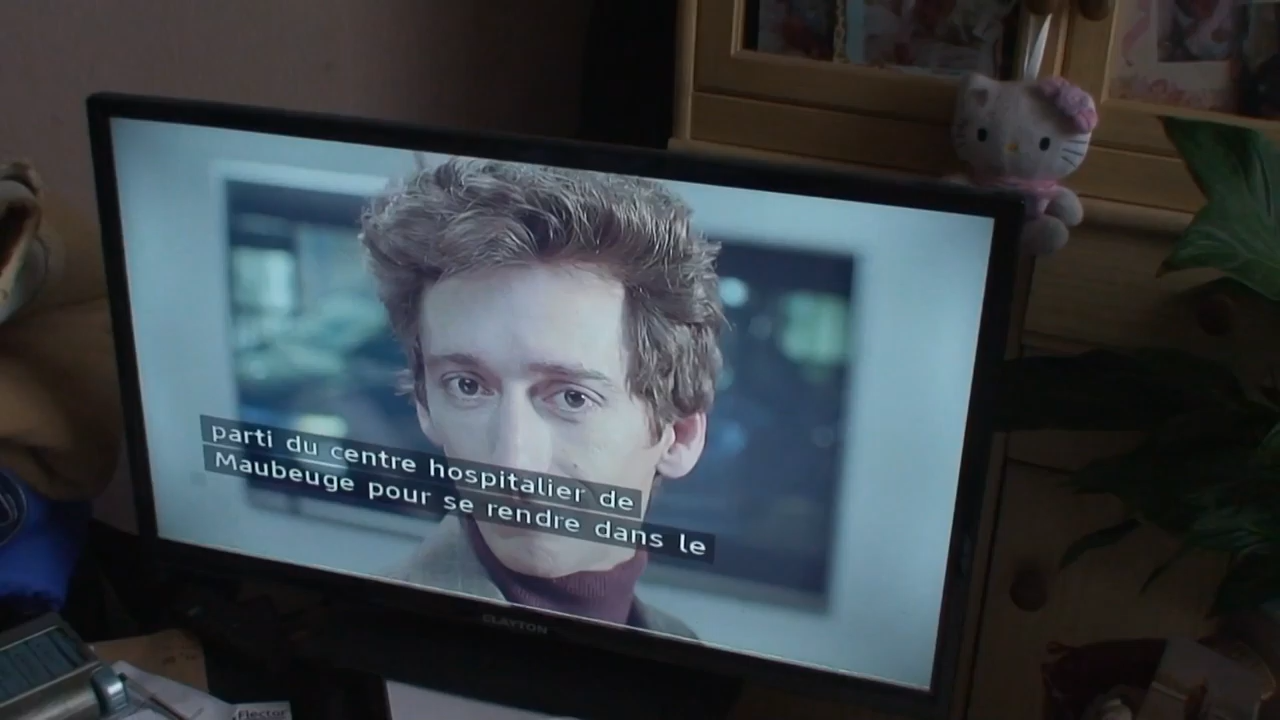 parti du centre hospitalier de
Maubeuge pour se rendre dans le
CLAYTON
Flector